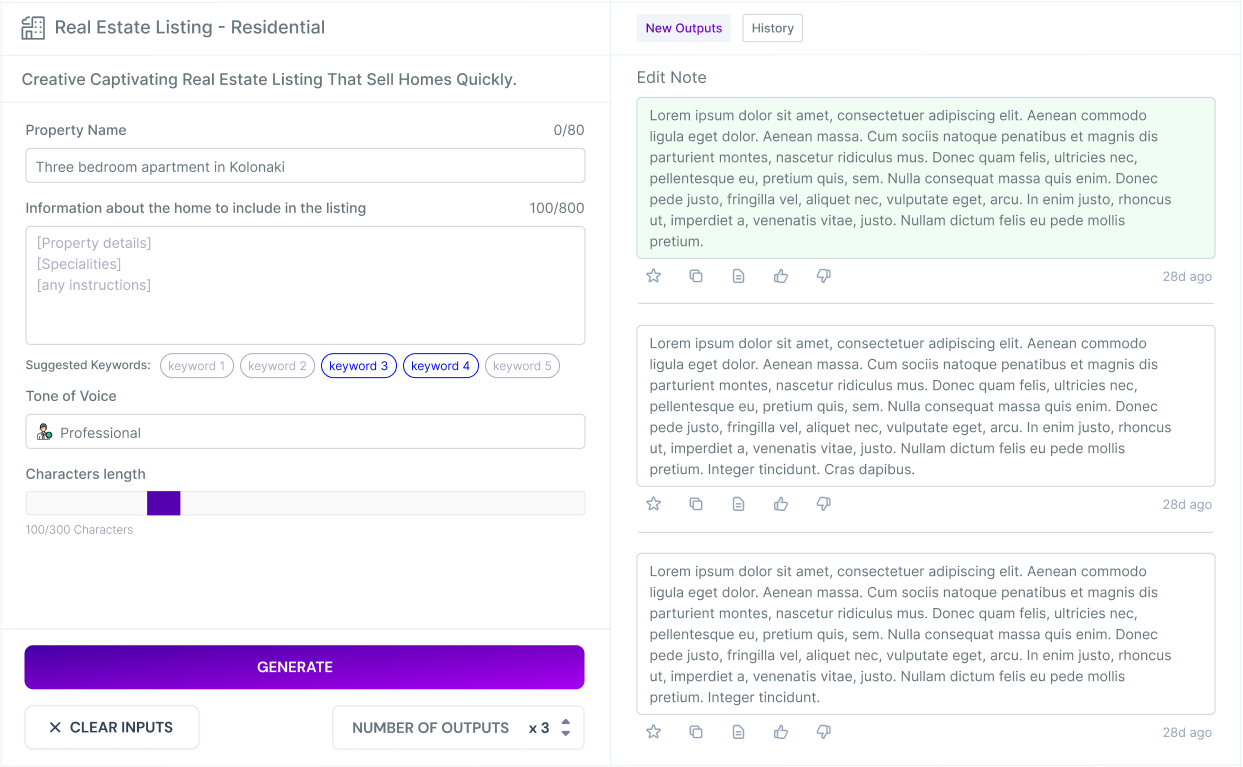 Real Estate Listing - Residential
Creative Captivating Real Estate Listing That Sell Homes Quickly.
Property Name
0/80
Three bedroom apartment in Kolonaki
Information about the home to include in the listing
100/800
[Property details]
[Specialities]
[any instructions]
Suggested Keywords:
keyword 1
keyword 2
keyword 3
keyword 4
keyword 5
Tone of Voice
Professional
Characters length
100/300 Characters
GENERATE
CLEAR INPUTS
NUMBER OF OUTPUTS
x 3
New Outputs
History
Edit Note
Lorem ipsum dolor sit amet, consectetuer adipiscing elit. Aenean commodo
ligula eget dolor. Aenean massa. Cum sociis natoque penatibus et magnis dis
parturient montes, nascetur ridiculus mus. Donec quam felis, ultricies nec,
pellentesque eu, pretium quis, sem. Nulla consequat massa quis enim. Donec
pede justo, fringilla vel, aliquet nec, vulputate eget, arcu. In enim justo, rhoncus
ut, imperdiet a, venenatis vitae, justo. Nullam dictum felis eu pede mollis
pretium.
28d ago
Lorem ipsum dolor sit amet, consectetuer adipiscing elit. Aenean commodo
ligula eget dolor. Aenean massa. Cum sociis natoque penatibus et magnis dis
parturient montes, nascetur ridiculus mus. Donec quam felis, ultricies nec,
pellentesque eu, pretium quis, sem. Nulla consequat massa quis enim. Donec
pede justo, fringilla vel, aliquet nec, vulputate eget, arcu. In enim justo, rhoncus
ut, imperdiet a, venenatis vitae, justo. Nullam dictum felis eu pede mollis
pretium. Integer tincidunt. Cras dapibus.
28d ago
Lorem ipsum dolor sit amet, consectetuer adipiscing elit. Aenean commodo
ligula eget dolor. Aenean massa. Cum sociis natoque penatibus et magnis dis
parturient montes, nascetur ridiculus mus. Donec quam felis, ultricies nec,
pellentesque eu, pretium quis, sem. Nulla consequat massa quis enim. Donec
pede justo, fringilla vel, aliquet nec, vulputate eget, arcu. In enim justo, rhoncus
ut, imperdiet a, venenatis vitae, justo. Nullam dictum felis eu pede mollis
pretium. Integer tincidunt.
28d ago